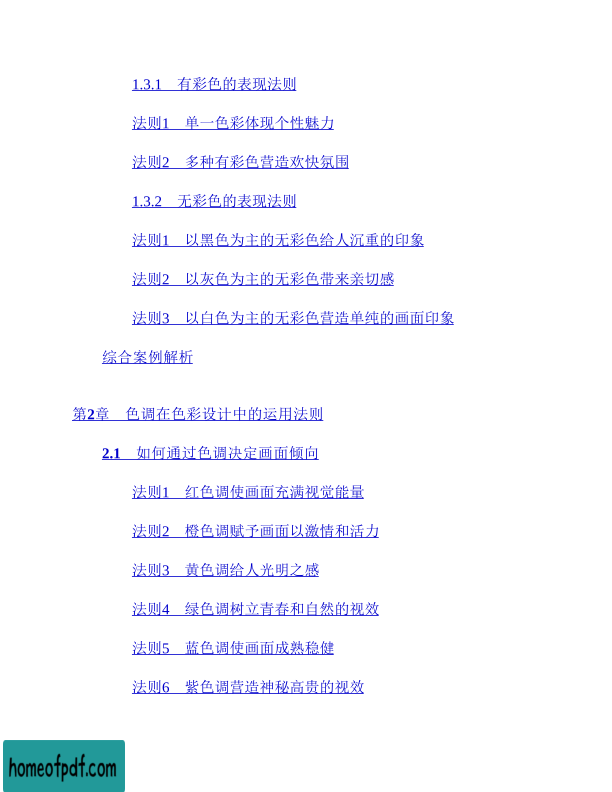 1.3.1　有彩色的表现法则
法则1　单一色彩体现个性魅力
法则2　多种有彩色营造欢快氛围
1.3.2　无彩色的表现法则
法则1　以黑色为主的无彩色给人沉重的印象
法则2　以灰色为主的无彩色带来亲切感
法则3　以白色为主的无彩色营造单纯的画面印象
综合案例解析
第2章　色调在色彩设计中的运用法则
2.1　如何通过色调决定画面倾向
法则1　红色调使画面充满视觉能量
法则2　橙色调赋予画面以激情和活力
法则3　黄色调给人光明之感
法则4　绿色调树立青春和自然的视效
法则5　蓝色调使画面成熟稳健
法则6　紫色调营造神秘高贵的视效
homeofpdf.com